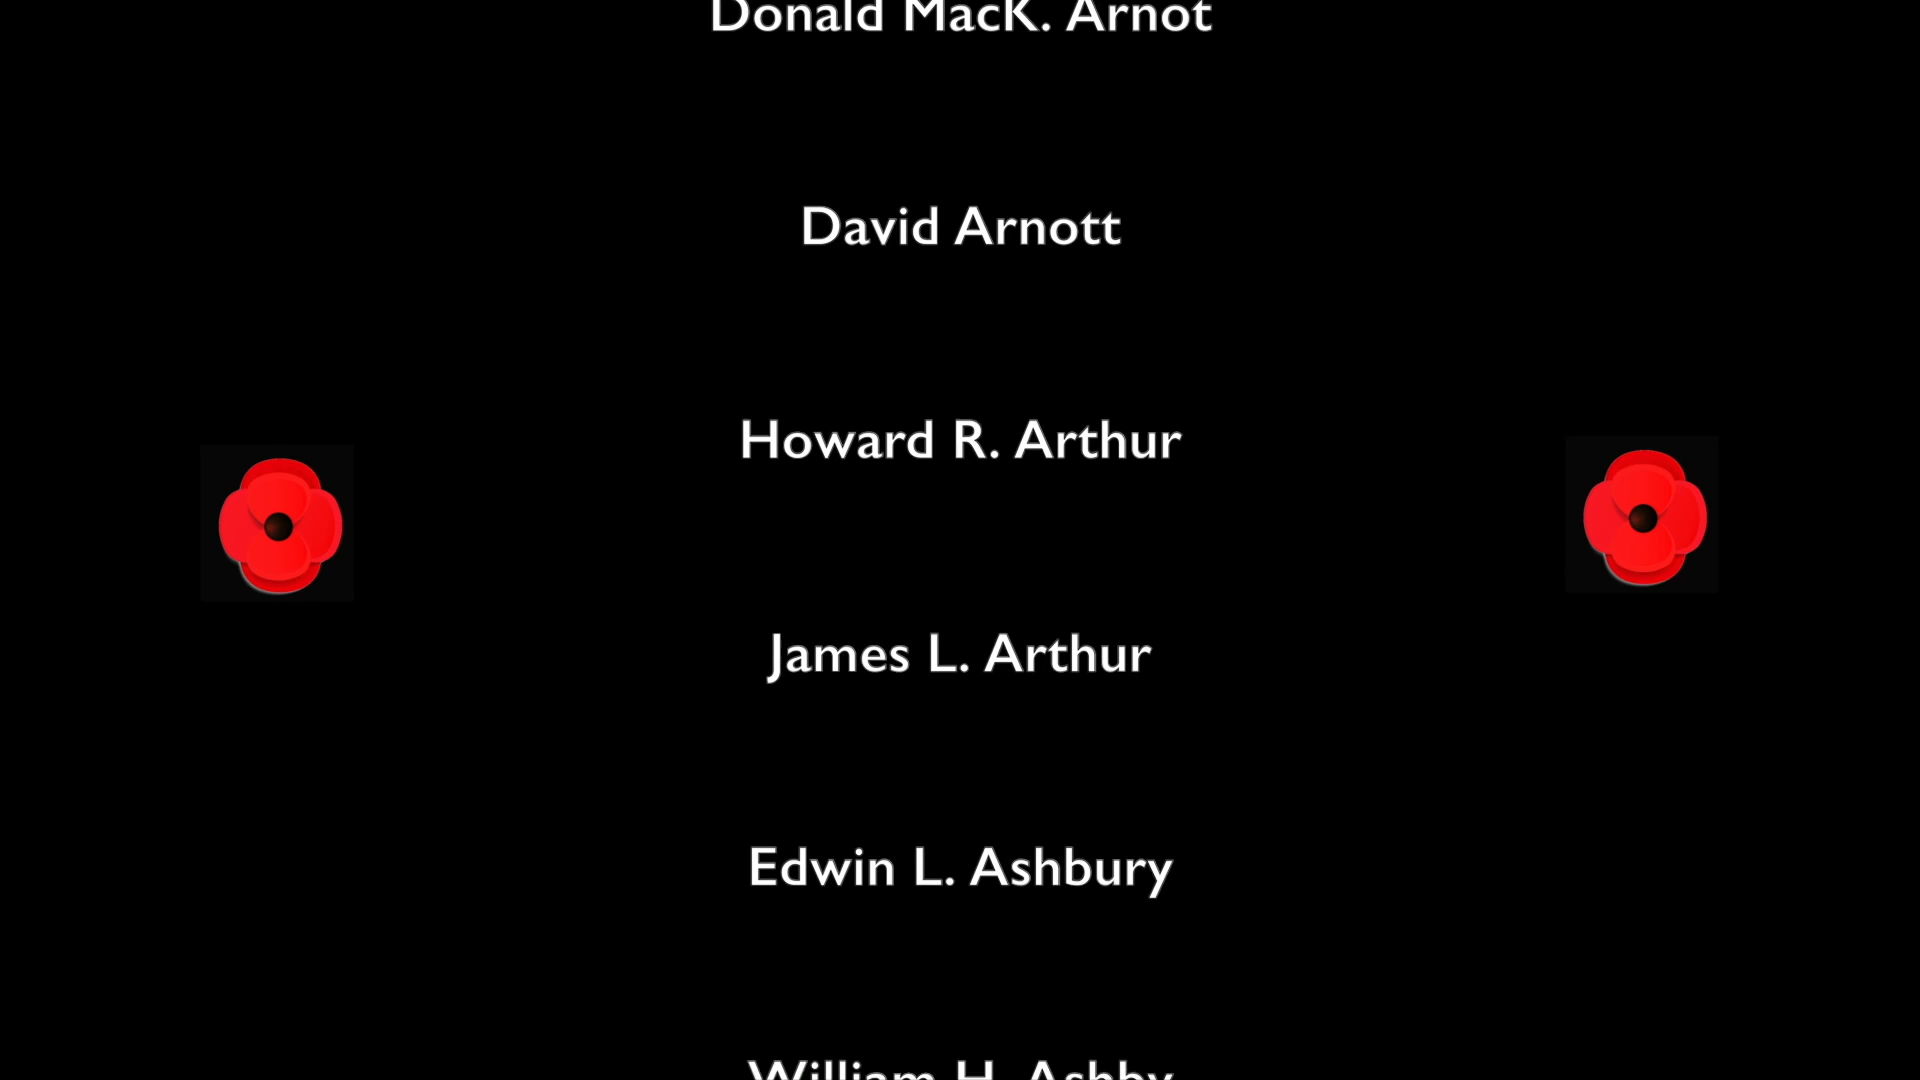 Donald MacK. Arnot
David Arnott
Howard R. Arthur
James L. Arthur
Edwin L. Ashbury
William H. Ashby